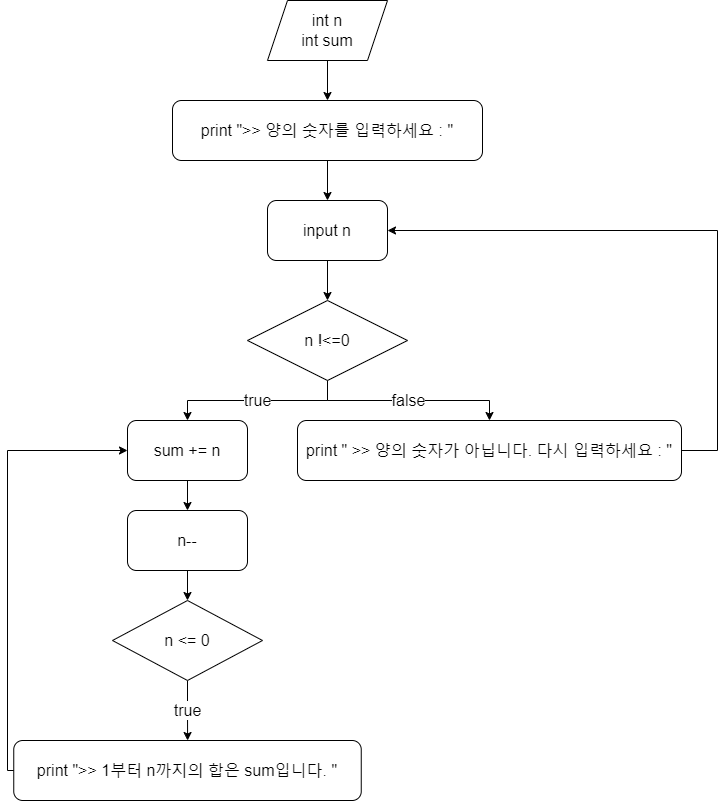 int n
int sum
print ">> 양의 숫자를 입력하세요 : "
input n
n !<=0
true
false
sum += n
print " >> 양의 숫자가 아닙니다. 다시 입력하세요 : "
n--
n <= 0
true
print ">> 1부터 n까지의 합은 sum입니다. "